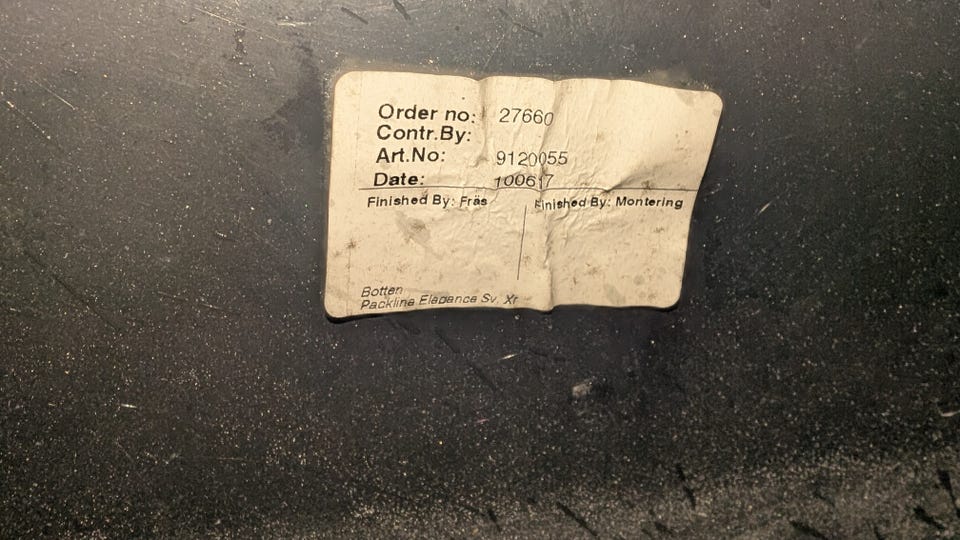 Order no: 27660
Contr.By:
Art.No: 9120055
Date: 100617
Finished By: Fräs Finished By: Montering
Botten
Packline Elegance Sv. Xr